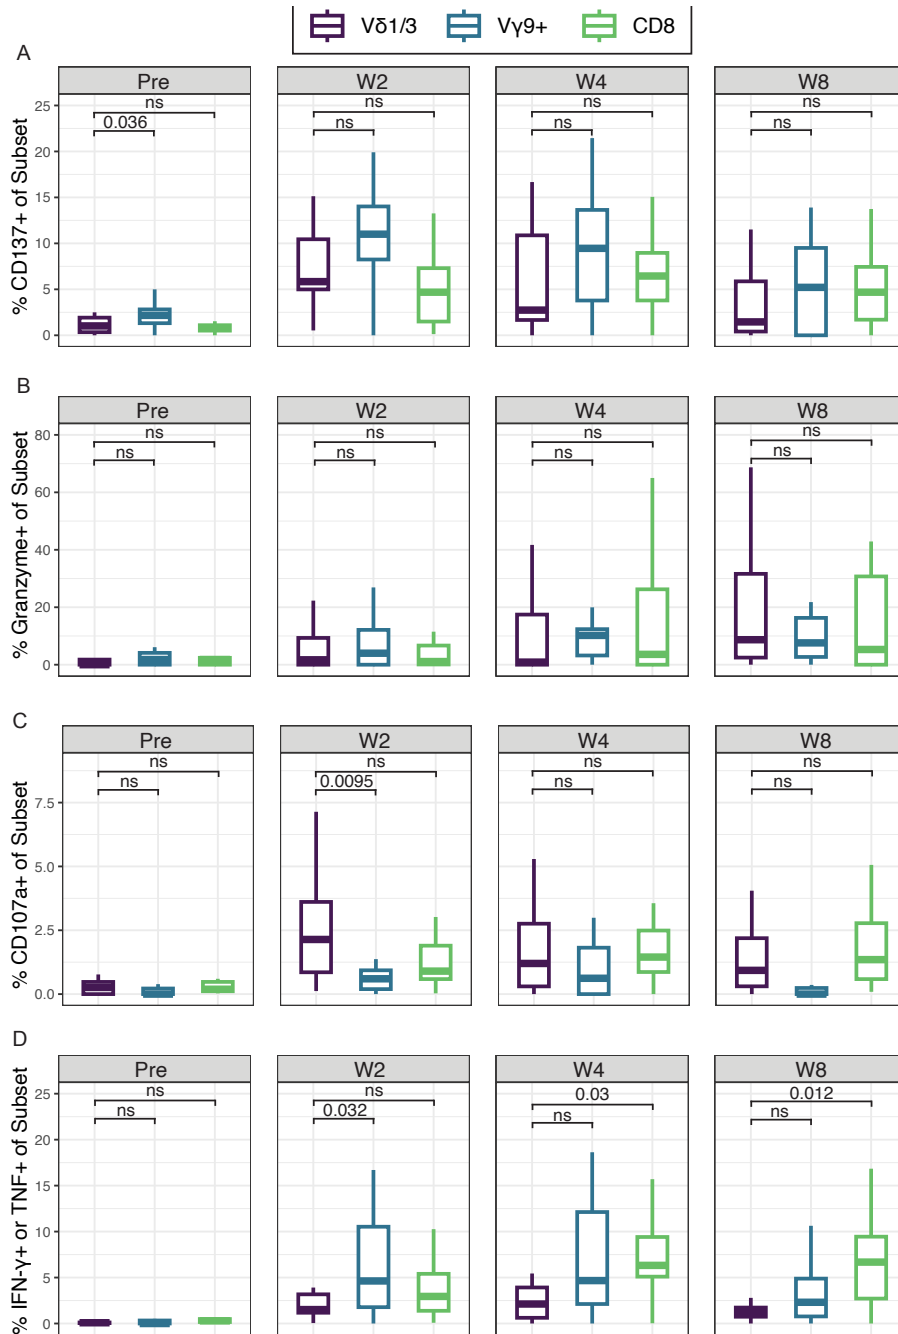 Vδ1/3 Vγ9+ CD8
A
Pre W2 W4 W8
% CD137+ of Subset
25
20
15
10
5
0
ns ns ns ns
0.036 ns ns ns
B
Pre W2 W4 W8
% Granzyme+ of Subset
80
60
40
20
0
ns ns ns ns
ns ns ns ns
C
Pre W2 W4 W8
% CD107a+ of Subset
7.5
5.0
2.5
0.0
ns ns ns ns
ns 0.0095 ns ns
D
Pre W2 W4 W8
% IFN-γ+ or TNF+ of Subset
25
20
15
10
5
0
ns ns 0.03 0.012
ns 0.032 ns ns